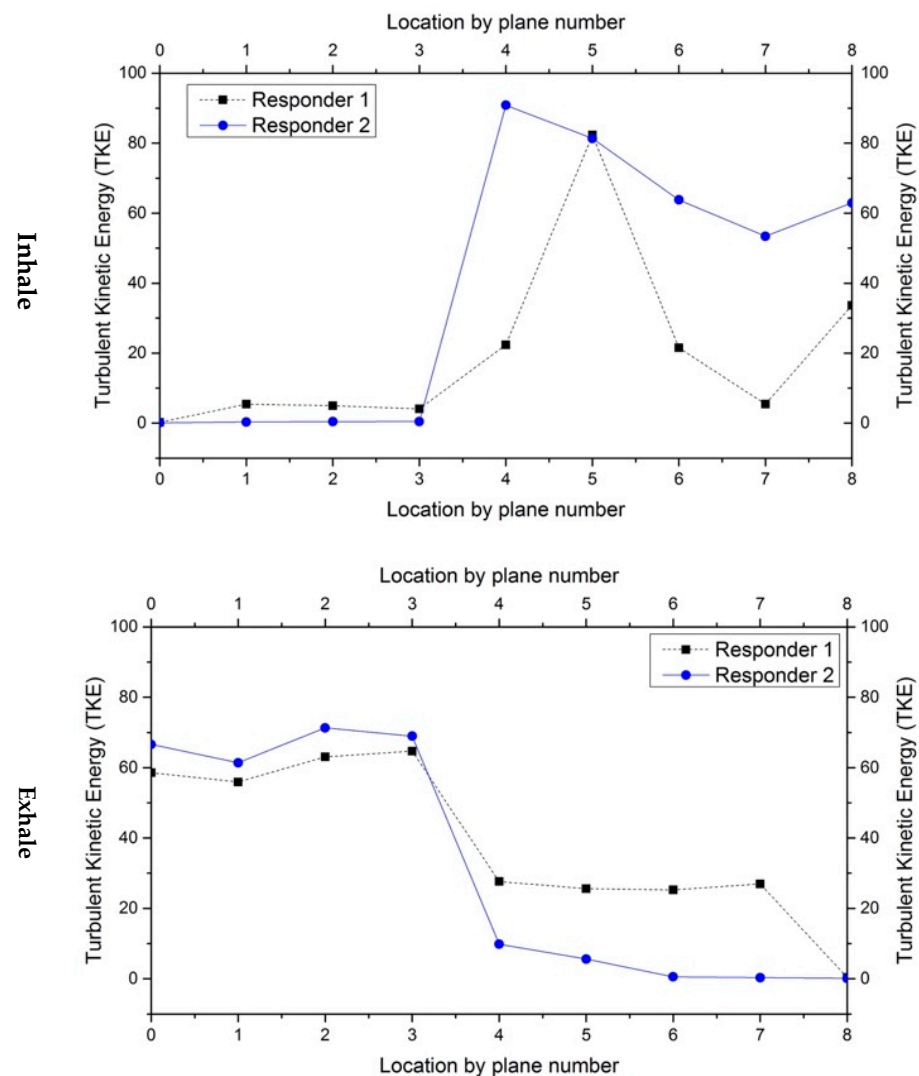 Inhale
Location by plane number
0 1 2 3 4 5 6 7 8
Turbulent Kinetic Energy (TKE)
100
80
60
40
20
0
Responder 1
Responder 2
100
80
60
40
20
0
Turbulent Kinetic Energy (TKE)
0 1 2 3 4 5 6 7 8
Location by plane number
Exhale
Location by plane number
0 1 2 3 4 5 6 7 8
Turbulent Kinetic Energy (TKE)
100
80
60
40
20
0
Responder 1
Responder 2
100
80
60
40
20
0
Turbulent Kinetic Energy (TKE)
0 1 2 3 4 5 6 7 8
Location by plane number